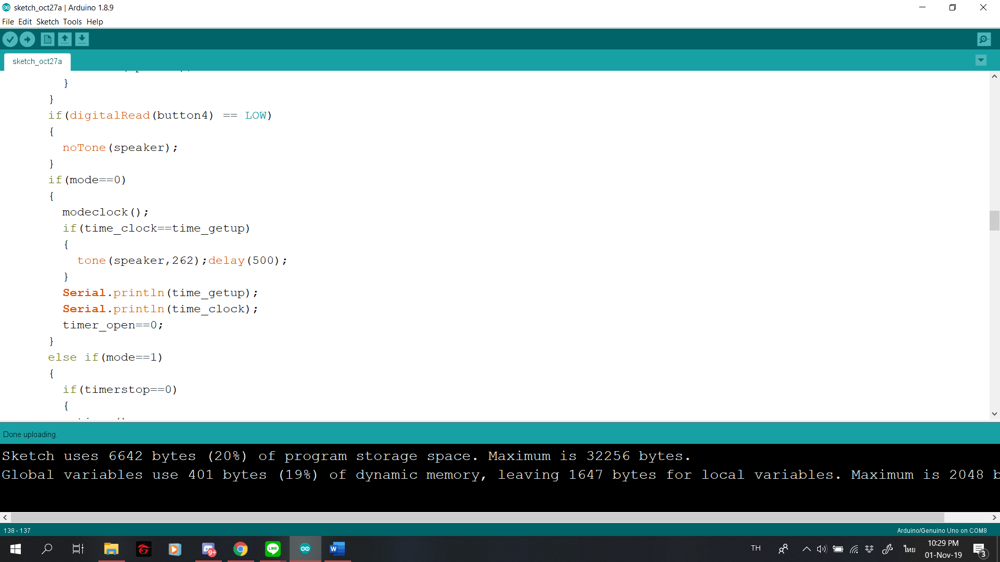 sketch_oct27a | Arduino 1.8.9
File Edit Sketch Tools Help
sketch_oct27a
}
}
if(digitalRead(button4) == LOW)
{
noTone(speaker);
}
if(mode==0)
{
modeclock();
if(time_clock==time_getup)
{
tone(speaker,262);delay(500);
}
Serial.println(time_getup);
Serial.println(time_clock);
timer_open==0;
}
else if(mode==1)
{
if(timerstop==0)
{
Done uploading.
Sketch uses 6642 bytes (20%) of program storage space. Maximum is 32256 bytes.
Global variables use 401 bytes (19%) of dynamic memory, leaving 1647 bytes for local variables. Maximum is 2048 b
138 - 137
Arduino/Genuino Uno on COM8
9+
LINE
W
TH
ไทย
10:29 PM
01-Nov-19
3